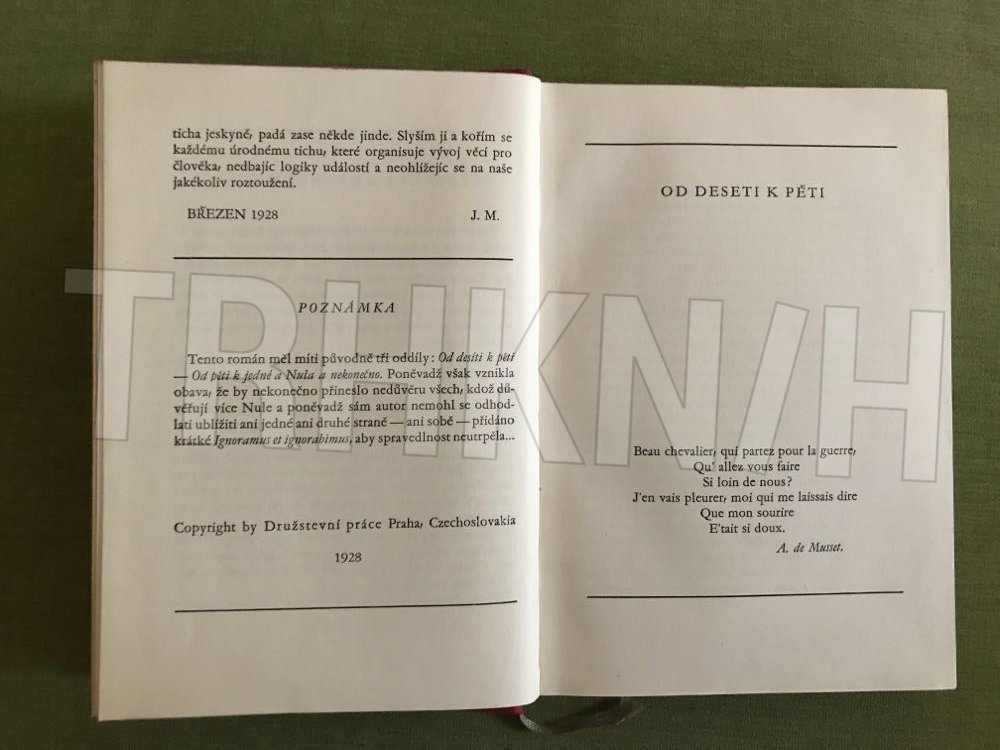 ticha jeskyně, padá zase někde jinde. Slyším ji a kořím se
každému úrodnému tichu, které organisuje vývoj věcí pro
člověka, nedbajíc logiky událostí a neohlížejíc se na naše
jakékoliv roztoužení.
BŘEZEN 1928 J. M.
POZNÁMKA
Tento román měl míti původně tři oddíly: Od desíti k pěti
— Od pěti k jedné a Nula a nekonečno. Poněvadž však vznikla
obava, že by nekonečno přineslo nedůvěru všech, kdož dů-
věřují více Nule a poněvadž sám autor nemohl se odhod-
lati ublížiti ani jedné ani druhé straně — ani sobě — přidáno
krátké Ignoramus et ignorabimus, aby spravedlnost neutrpěla...
Copyright by Družstevní práce Praha, Czechoslovakia
1928
OD DESETI K PĚTI
Beau chevalier, qui partez pour la guerre,
Qu' allez vous faire
Si loin de nous?
J'en vais pleurer, moi qui me laissais dire
Que mon sourire
E'tait si doux.
A. de Musset.
TRHKNIH